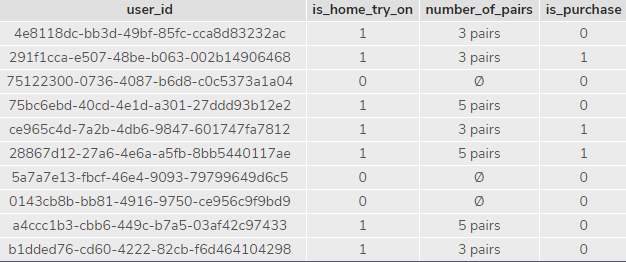 user_id is_home_try_on number_of_pairs is_purchase
4e8118dc-bb3d-49bf-85fc-cca8d83232ac 1 3 pairs 0
291f1cca-e507-48be-b063-002b14906468 1 3 pairs 1
75122300-0736-4087-b6d8-c0c5373a1a04 0 Ø 0
75bc6ebd-40cd-4e1d-a301-27ddd93b12e2 1 5 pairs 0
ce965c4d-7a2b-4db6-9847-601747fa7812 1 3 pairs 1
28867d12-27a6-4e6a-a5fb-8bb5440117ae 1 5 pairs 1
5a7a7e13-fbcf-46e4-9093-79799649d6c5 0 Ø 0
0143cb8b-bb81-4916-9750-ce956c9f9bd9 0 Ø 0
a4ccc1b3-cbb6-449c-b7a5-03af42c97433 1 5 pairs 0
b1dded76-cd60-4222-82cb-f6d464104298 1 3 pairs 0